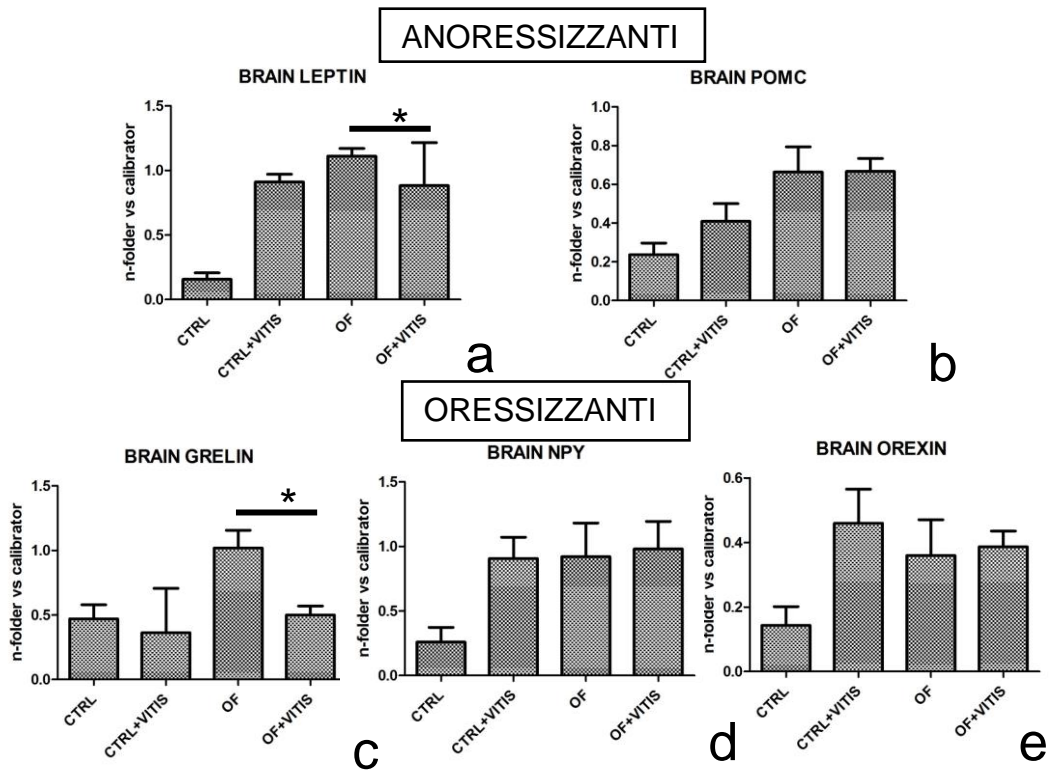 ANORESSIZZANTI
BRAIN LEPTIN
n-folder vs calibrator
1.5
1.0
0.5
0.0
*
CTRL
CTRL+VITIS
OF
OF+VITIS
a
BRAIN POMC
n-folder vs calibrator
1.0
0.8
0.6
0.4
0.2
0.0
CTRL
CTRL+VITIS
OF
OF+VITIS
b
ORESSIZZANTI
BRAIN GRELIN
n-folder vs calibrator
1.5
1.0
0.5
0.0
*
CTRL
CTRL+VITIS
OF
OF+VITIS
c
BRAIN NPY
n-folder vs calibrator
1.5
1.0
0.5
0.0
CTRL
CTRL+VITIS
OF
OF+VITIS
d
BRAIN OREXIN
n-folder vs calibrator
0.6
0.4
0.2
0.0
CTRL
CTRL+VITIS
OF
OF+VITIS
e